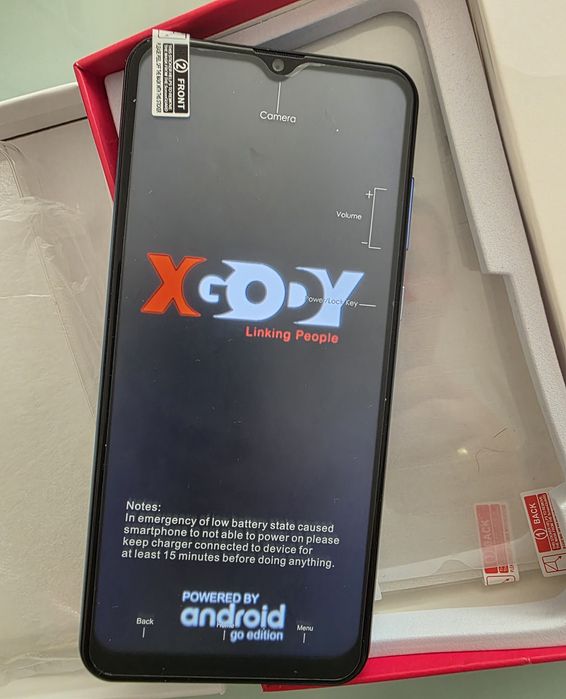 ② FRONT
Camera
+
Volume
-
XGODY
Power/Lock Key
Linking People
Notes:
In emergency of low battery state caused
smartphone to not able to power on please
keep charger connected to device for
at least 15 minutes before doing anything.
POWERED BY
android
go edition
Back
Menu
① BACK
BACK